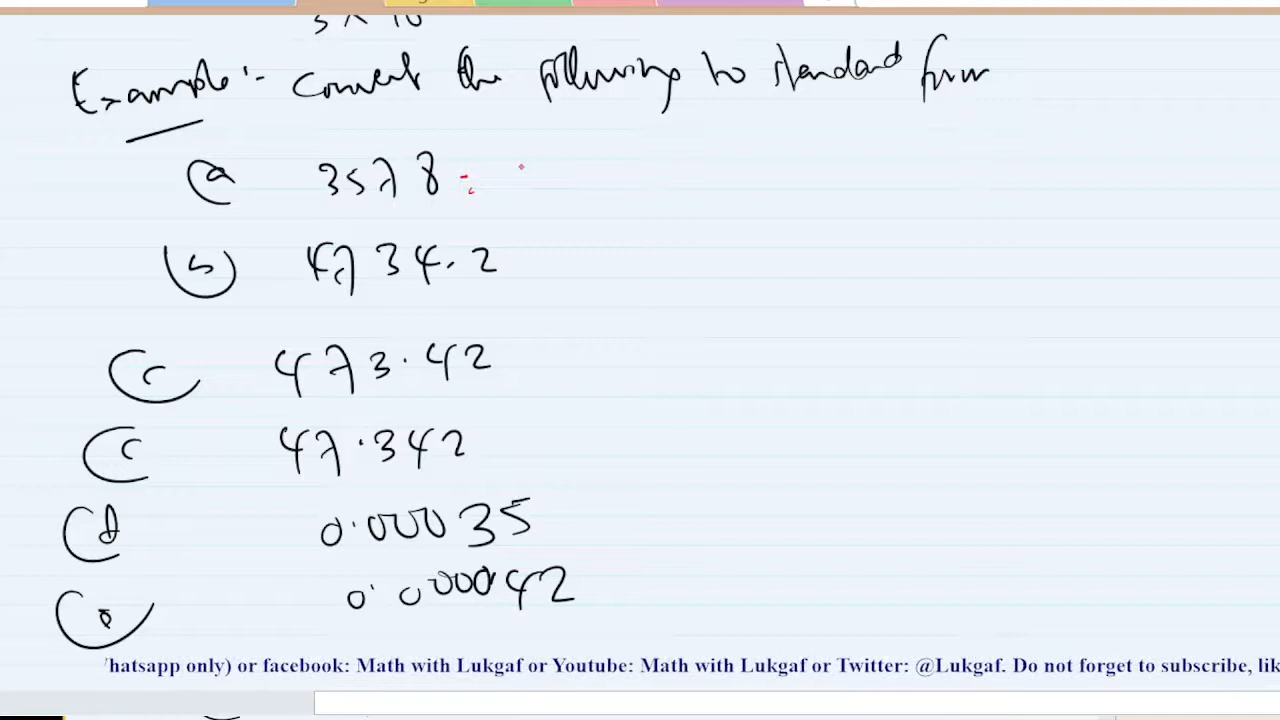 Example:- Convert the following to standard form
(a) 3578 =
(b) 4734.2
(c) 473.42
(c 47.342
(d 0.00035
(e) 0.000042
hatsapp only) or facebook: Math with Lukgaf or Youtube: Math with Lukgaf or Twitter: @Lukgaf. Do not forget to subscribe, lik